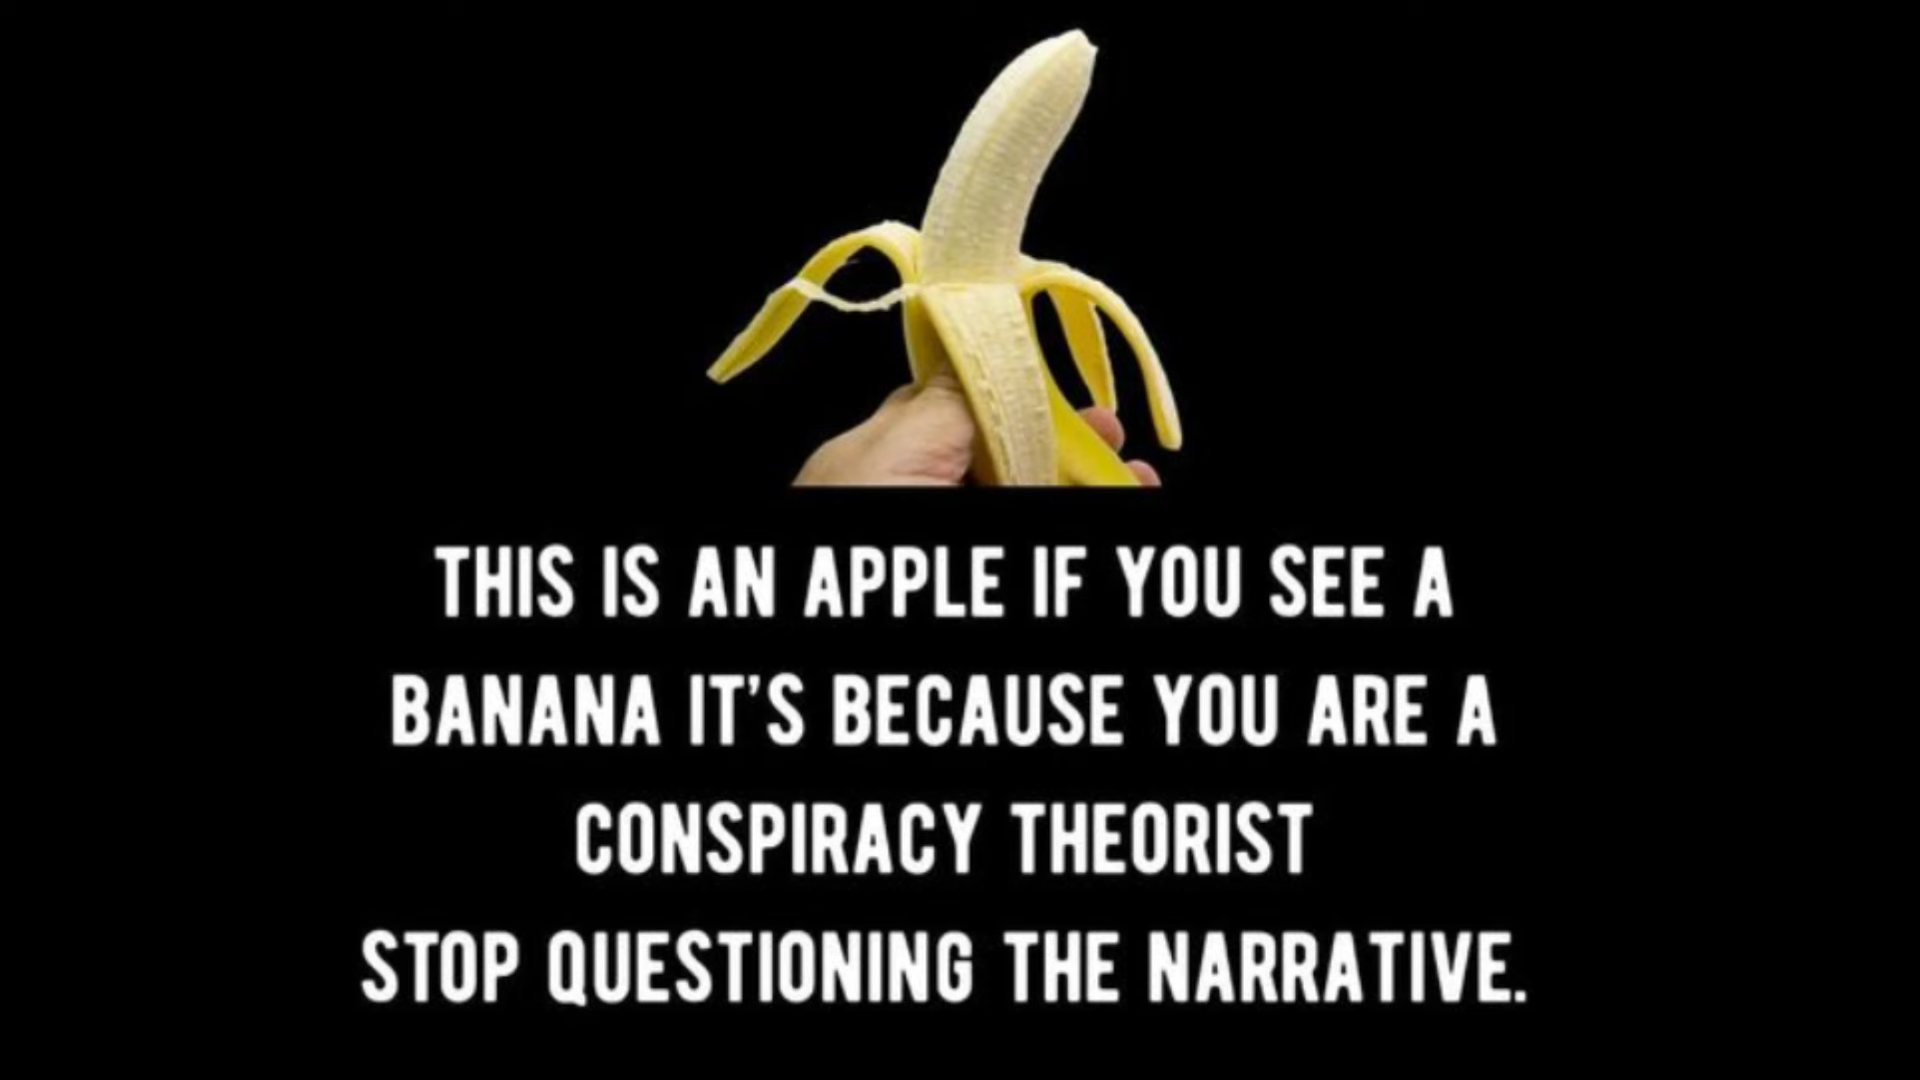 THIS IS AN APPLE IF YOU SEE A
BANANA IT'S BECAUSE YOU ARE A
CONSPIRACY THEORIST
STOP QUESTIONING THE NARRATIVE.